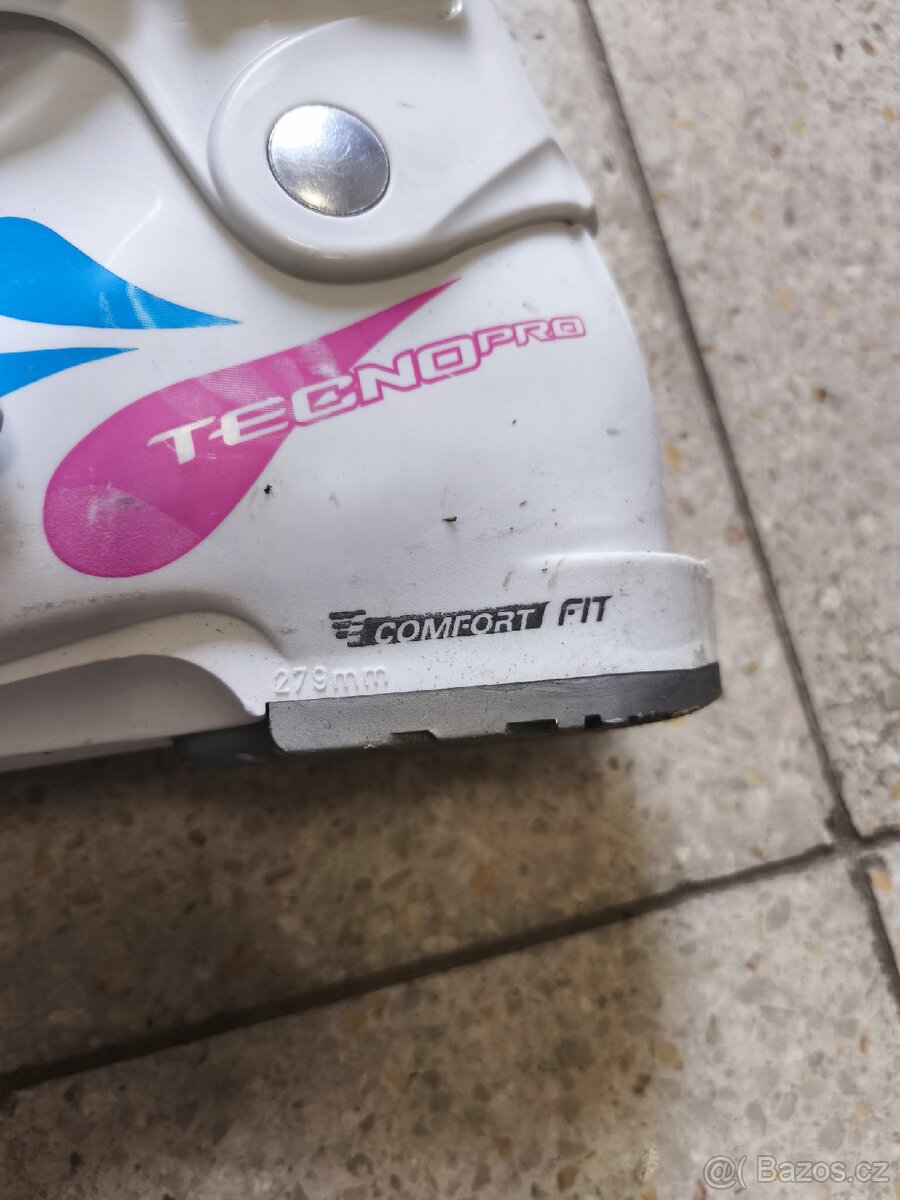 TECNOPRO
COMFORT FIT
279mm
@( Bazos.cz